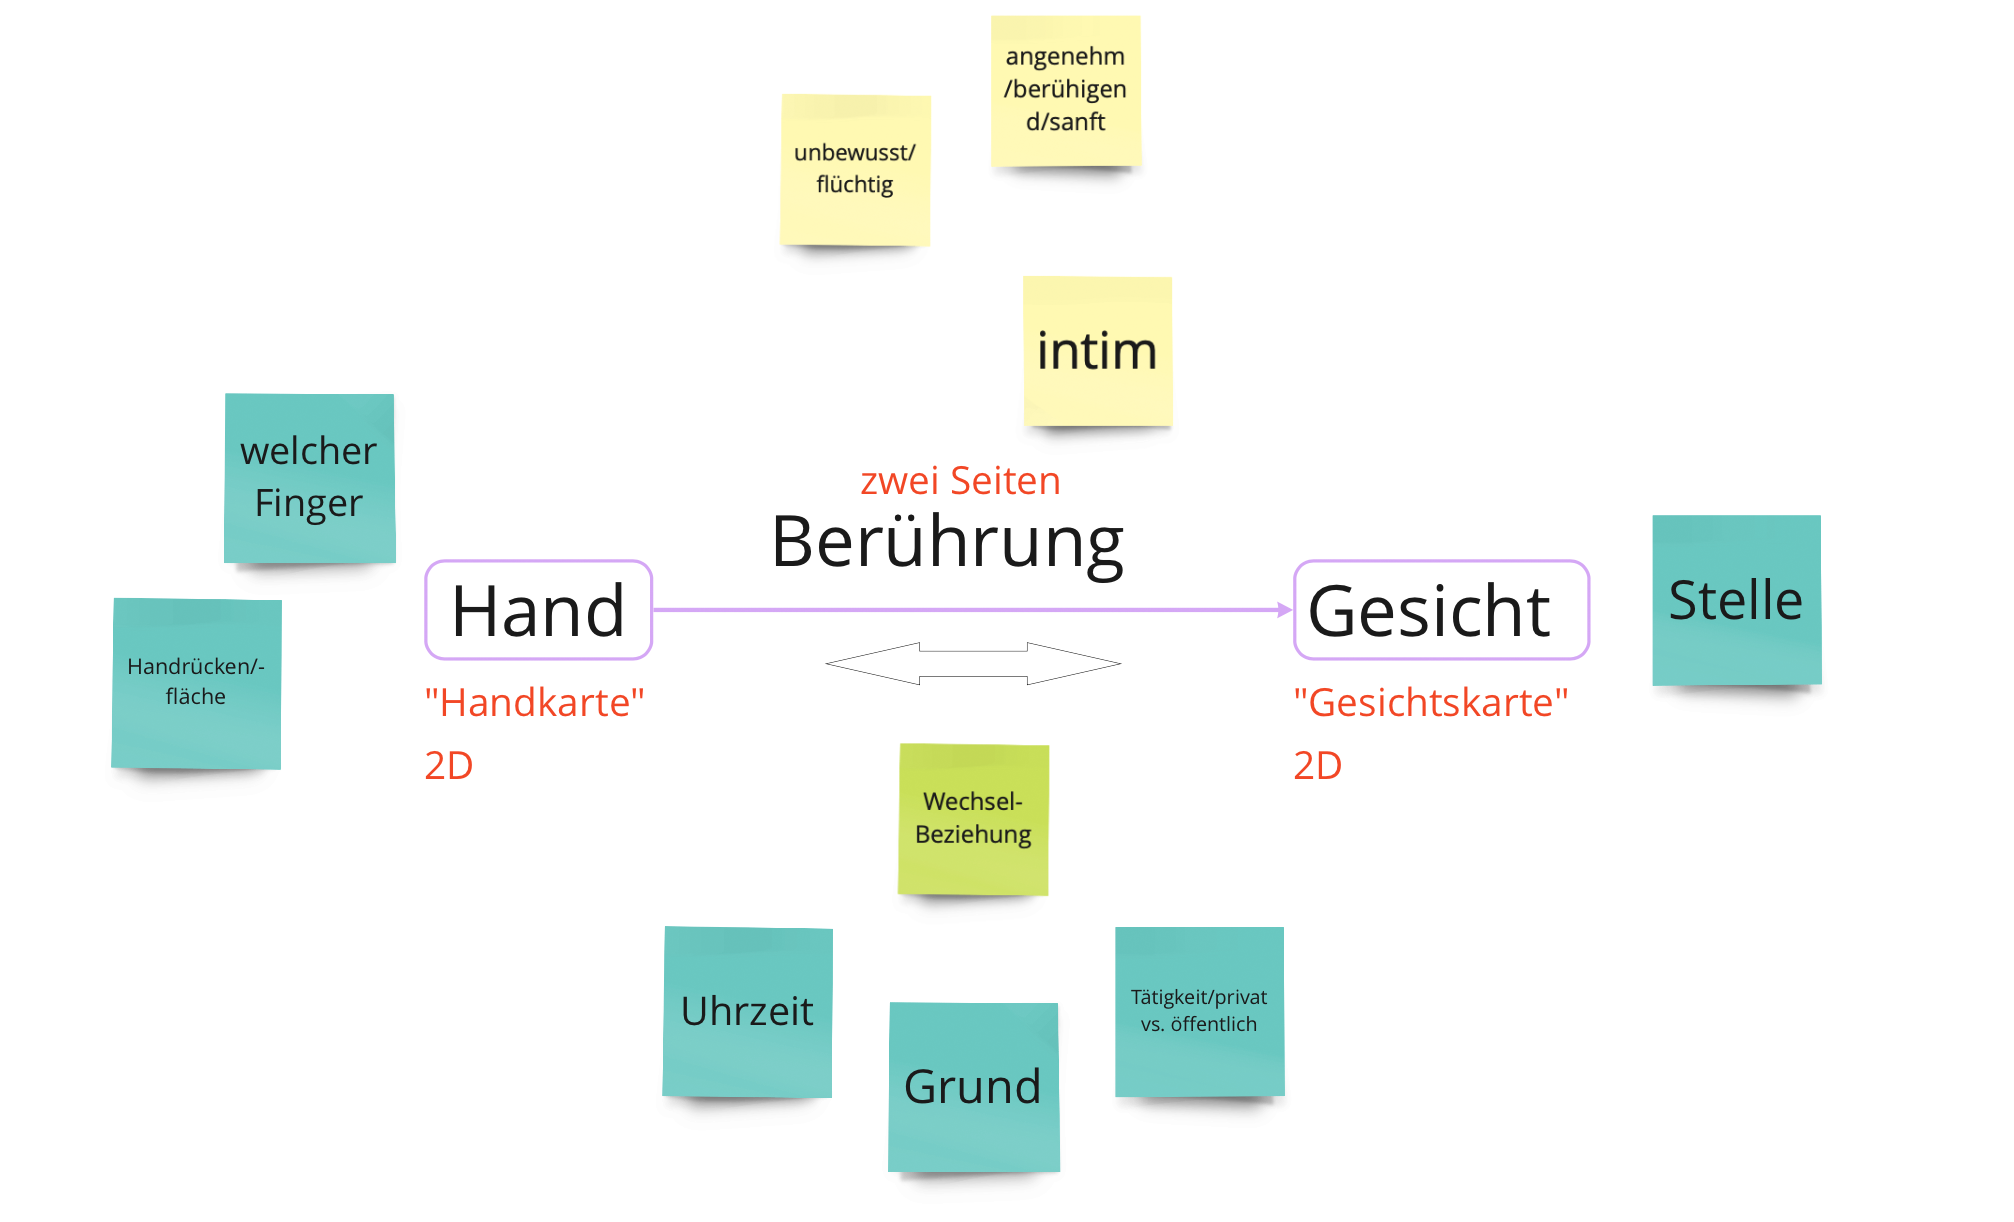 angenehm
/berühigen
d/sanft
unbewusst/
flüchtig
intim
welcher
Finger
zwei Seiten
Berührung
Hand
Gesicht
Stelle
Handrücken/-
fläche
"Handkarte"
2D
"Gesichtskarte"
2D
Wechsel-
Beziehung
Uhrzeit
Grund
Tätigkeit/privat
vs. öffentlich